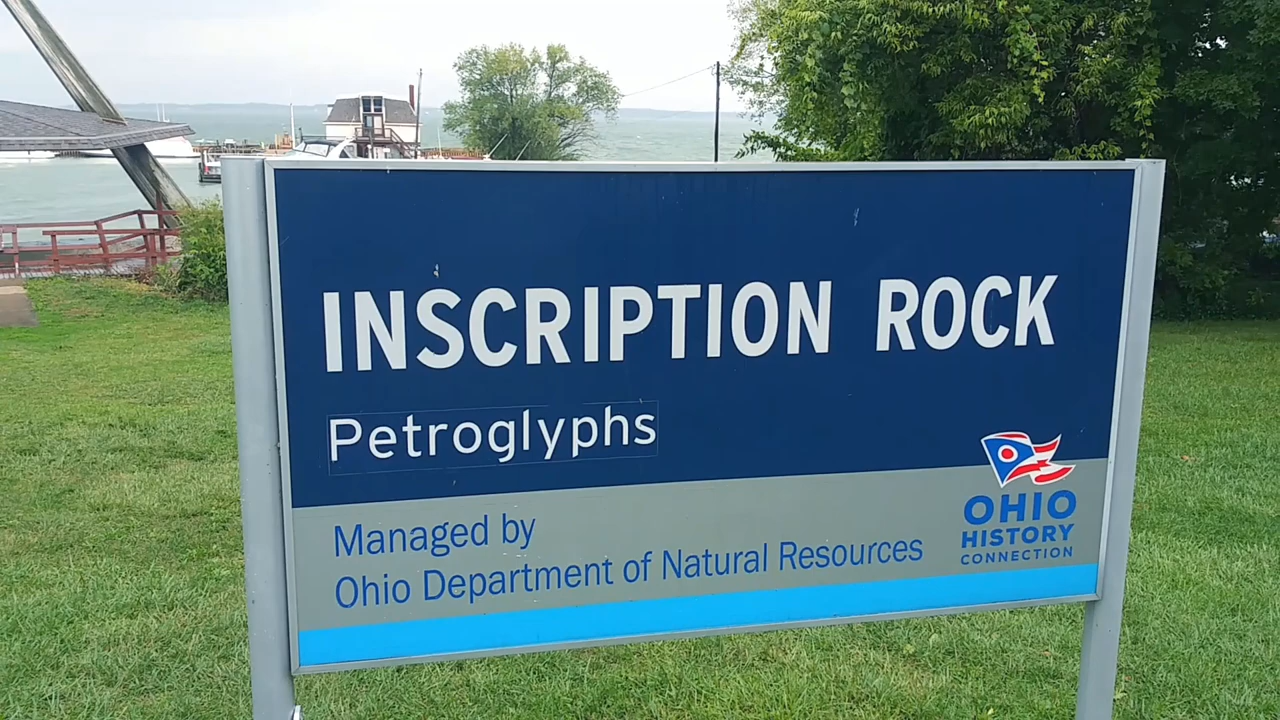 INSCRIPTION ROCK
Petroglyphs
Managed by
Ohio Department of Natural Resources
OHIO
HISTORY
CONNECTION